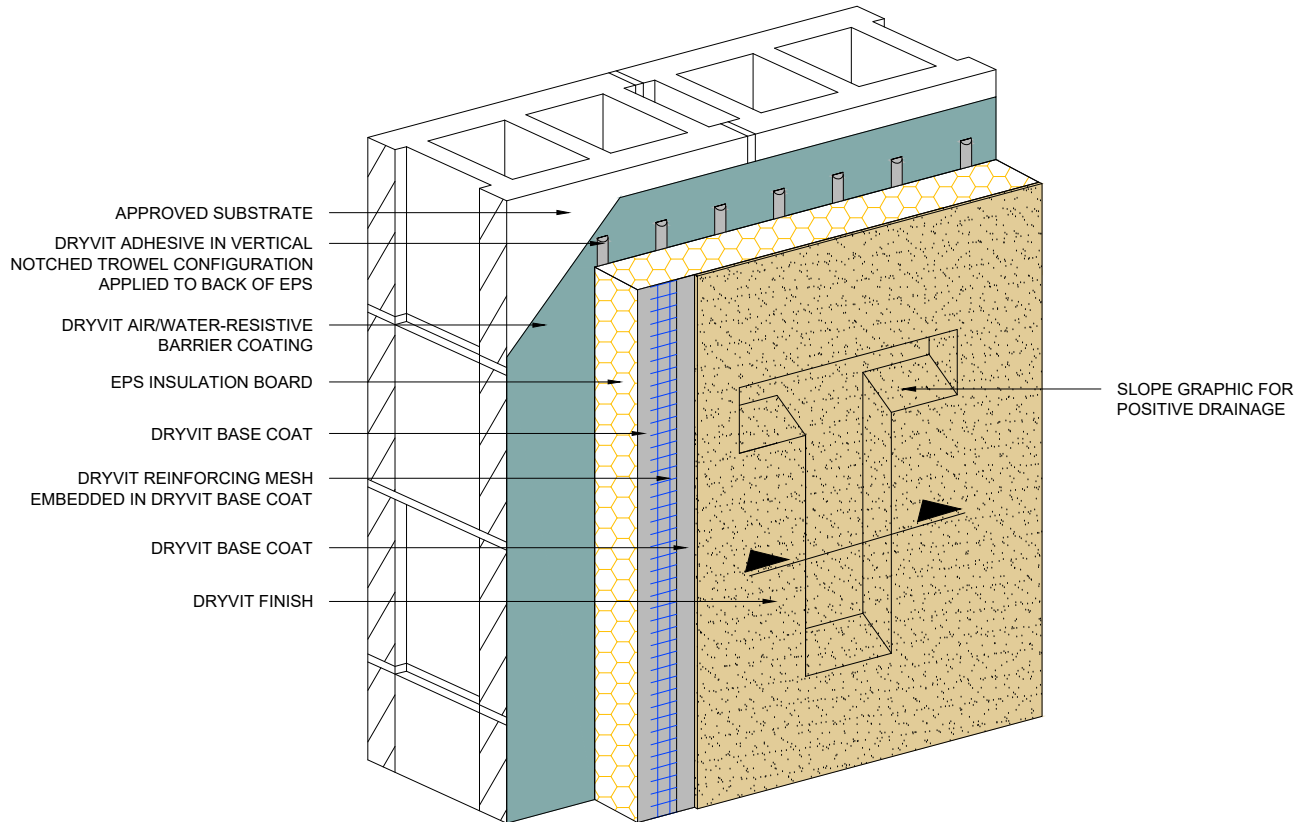 APPROVED SUBSTRATE
DRYVIT ADHESIVE IN VERTICAL
NOTCHED TROWEL CONFIGURATION
APPLIED TO BACK OF EPS
DRYVIT AIR/WATER-RESISTIVE
BARRIER COATING
EPS INSULATION BOARD
DRYVIT BASE COAT
DRYVIT REINFORCING MESH
EMBEDDED IN DRYVIT BASE COAT
DRYVIT BASE COAT
DRYVIT FINISH
SLOPE GRAPHIC FOR
POSITIVE DRAINAGE